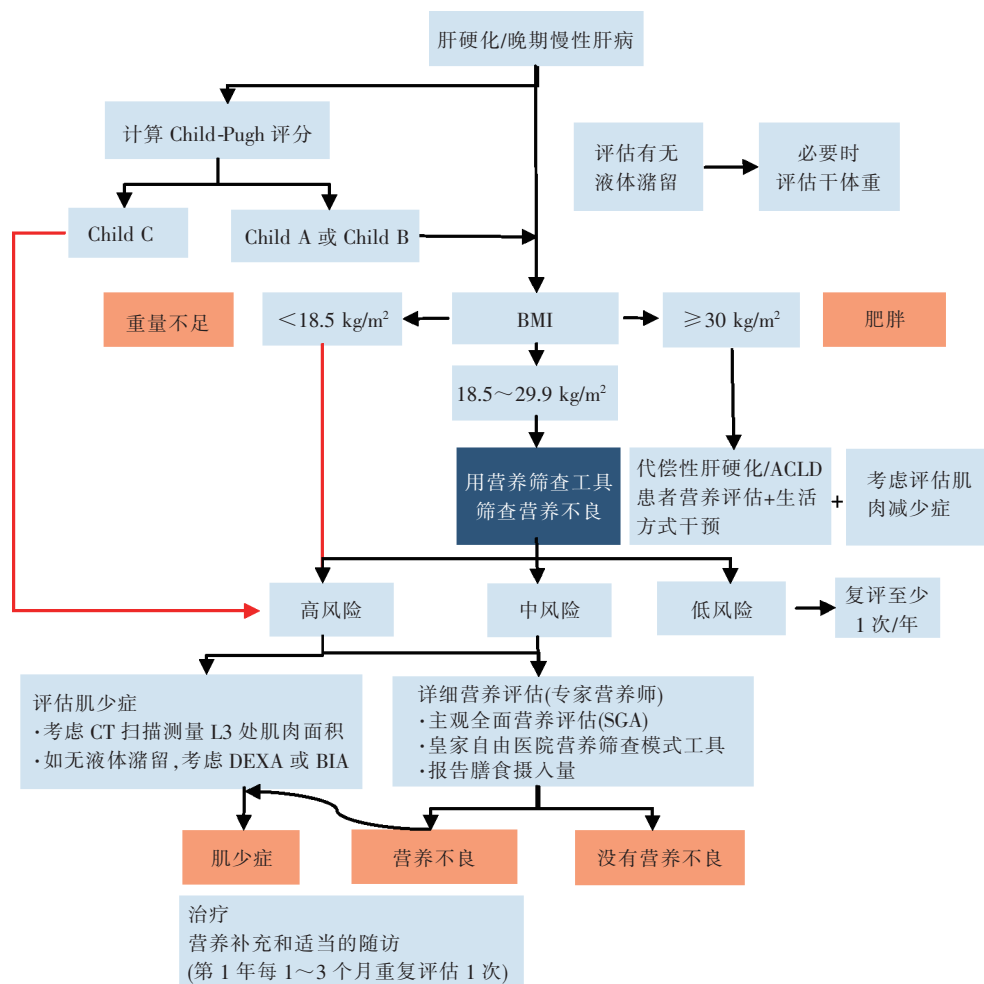 肝硬化/晚期慢性肝病
计算 Child-Pugh 评分
评估有无
液体潴留
必要时
评估干体重
Child C
Child A 或 Child B
重量不足
＜18.5 kg/m²
BMI
≥30 kg/m²
肥胖
18.5～29.9 kg/m²
用营养筛查工具
筛查营养不良
代偿性肝硬化/ACLD
患者营养评估+生活
方式干预
+
考虑评估肌
肉减少症
高风险
中风险
低风险
复评至少
1 次/年
评估肌少症
·考虑 CT 扫描测量 L3 处肌肉面积
·如无液体潴留,考虑 DEXA 或 BIA
详细营养评估(专家营养师)
·主观全面营养评估(SGA)
·皇家自由医院营养筛查模式工具
·报告膳食摄入量
肌少症
营养不良
没有营养不良
治疗
营养补充和适当的随访
(第 1 年每 1～3 个月重复评估 1 次)